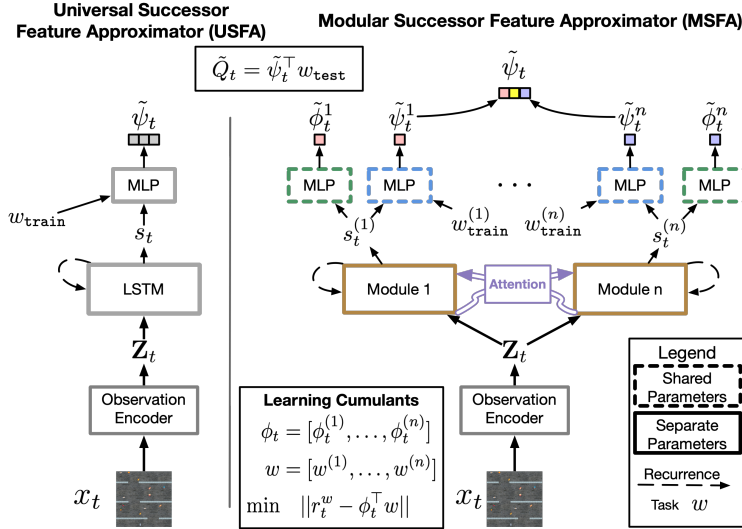 Universal Successor
Feature Approximator (USFA)
Modular Successor Feature Approximator (MSFA)
Q̃_t = ψ̃_t^⊤ w_test
ψ̃_t
MLP
w_train
s_t
LSTM
Z_t
Observation
Encoder
x_t
ψ̃_t
φ̃_t^1 ψ̃_t^1 ψ̃_t^n φ̃_t^n
MLP MLP · · · MLP MLP
s_t^(1) w_train^(1) w_train^(n) s_t^(n)
Module 1 Attention Module n
Z_t
Observation
Encoder
x_t
Learning Cumulants
ϕ_t = [ϕ_t^(1), . . . , ϕ_t^(n)]
w = [w^(1), . . . , w^(n)]
min ||r_t^w − ϕ_t^⊤ w||
Legend
Shared
Parameters
Separate
Parameters
Recurrence
Task w